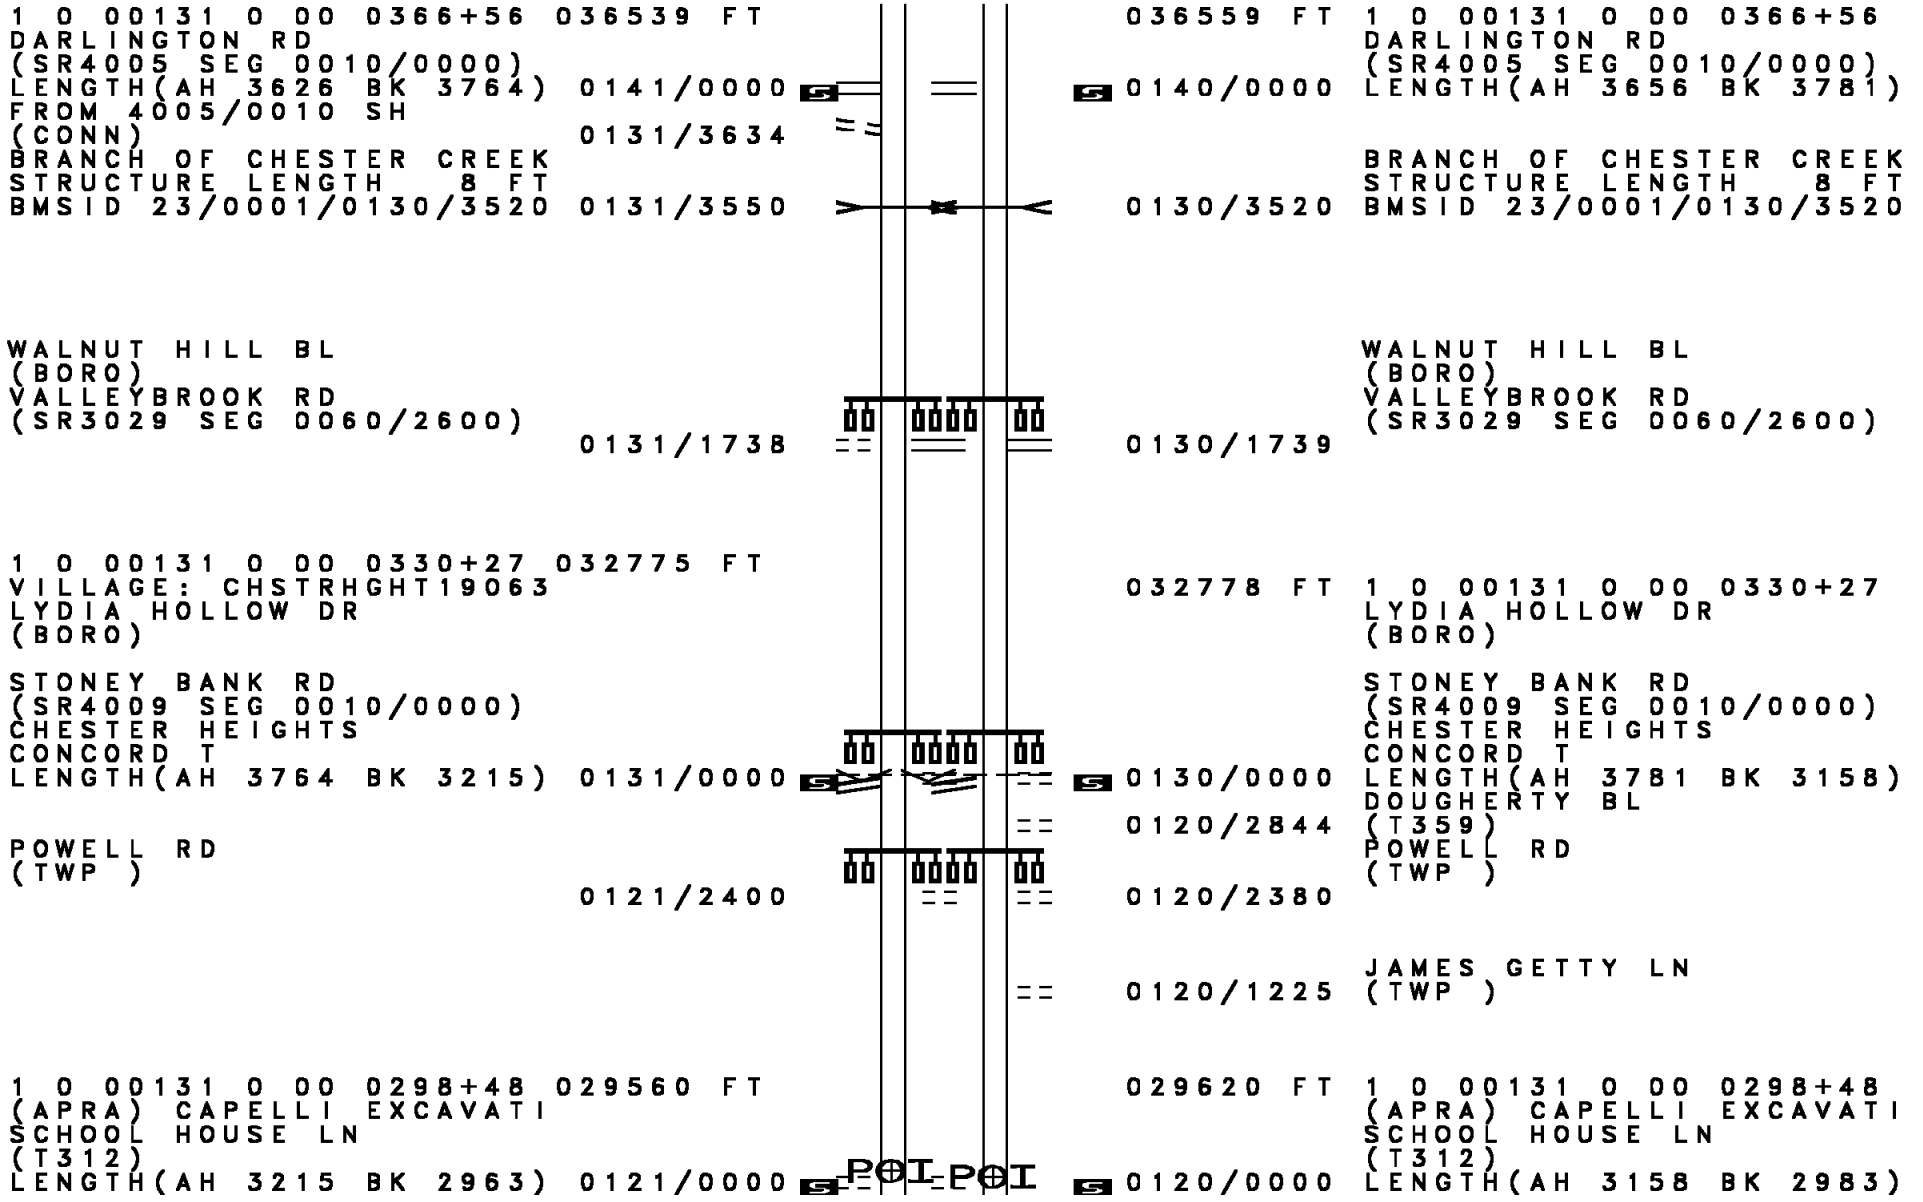 1 0 00131 0 00 0366+56 036539 FT
DARLINGTON RD
(SR4005 SEG 0010/0000)
LENGTH(AH 3626 BK 3764) 0141/0000 S
FROM 4005/0010 SH
(CONN) 0131/3634
BRANCH OF CHESTER CREEK
STRUCTURE LENGTH 8 FT
BMSID 23/0001/0130/3520 0131/3550
WALNUT HILL BL
(BORO)
VALLEYBROOK RD
(SR3029 SEG 0060/2600)
0131/1738
1 0 00131 0 00 0330+27 032775 FT
VILLAGE: CHSTRHGHT19063
LYDIA HOLLOW DR
(BORO)
STONEY BANK RD
(SR4009 SEG 0010/0000)
CHESTER HEIGHTS
CONCORD T
LENGTH(AH 3764 BK 3215) 0131/0000 S
POWELL RD
(TWP )
0121/2400
1 0 00131 0 00 0298+48 029560 FT
(APRA) CAPELLI EXCAVATI
SCHOOL HOUSE LN
(T312)
LENGTH(AH 3215 BK 2963) 0121/0000 S
POI POI
036559 FT 1 0 00131 0 00 0366+56
DARLINGTON RD
(SR4005 SEG 0010/0000)
S 0140/0000 LENGTH(AH 3656 BK 3781)
BRANCH OF CHESTER CREEK
STRUCTURE LENGTH 8 FT
0130/3520 BMSID 23/0001/0130/3520
WALNUT HILL BL
(BORO)
VALLEYBROOK RD
(SR3029 SEG 0060/2600)
0130/1739
032778 FT 1 0 00131 0 00 0330+27
LYDIA HOLLOW DR
(BORO)
STONEY BANK RD
(SR4009 SEG 0010/0000)
CHESTER HEIGHTS
CONCORD T
S 0130/0000 LENGTH(AH 3781 BK 3158)
DOUGHERTY BL
0120/2844 (T359)
POWELL RD
(TWP )
0120/2380
JAMES GETTY LN
0120/1225 (TWP )
029620 FT 1 0 00131 0 00 0298+48
(APRA) CAPELLI EXCAVATI
SCHOOL HOUSE LN
(T312)
S 0120/0000 LENGTH(AH 3158 BK 2983)